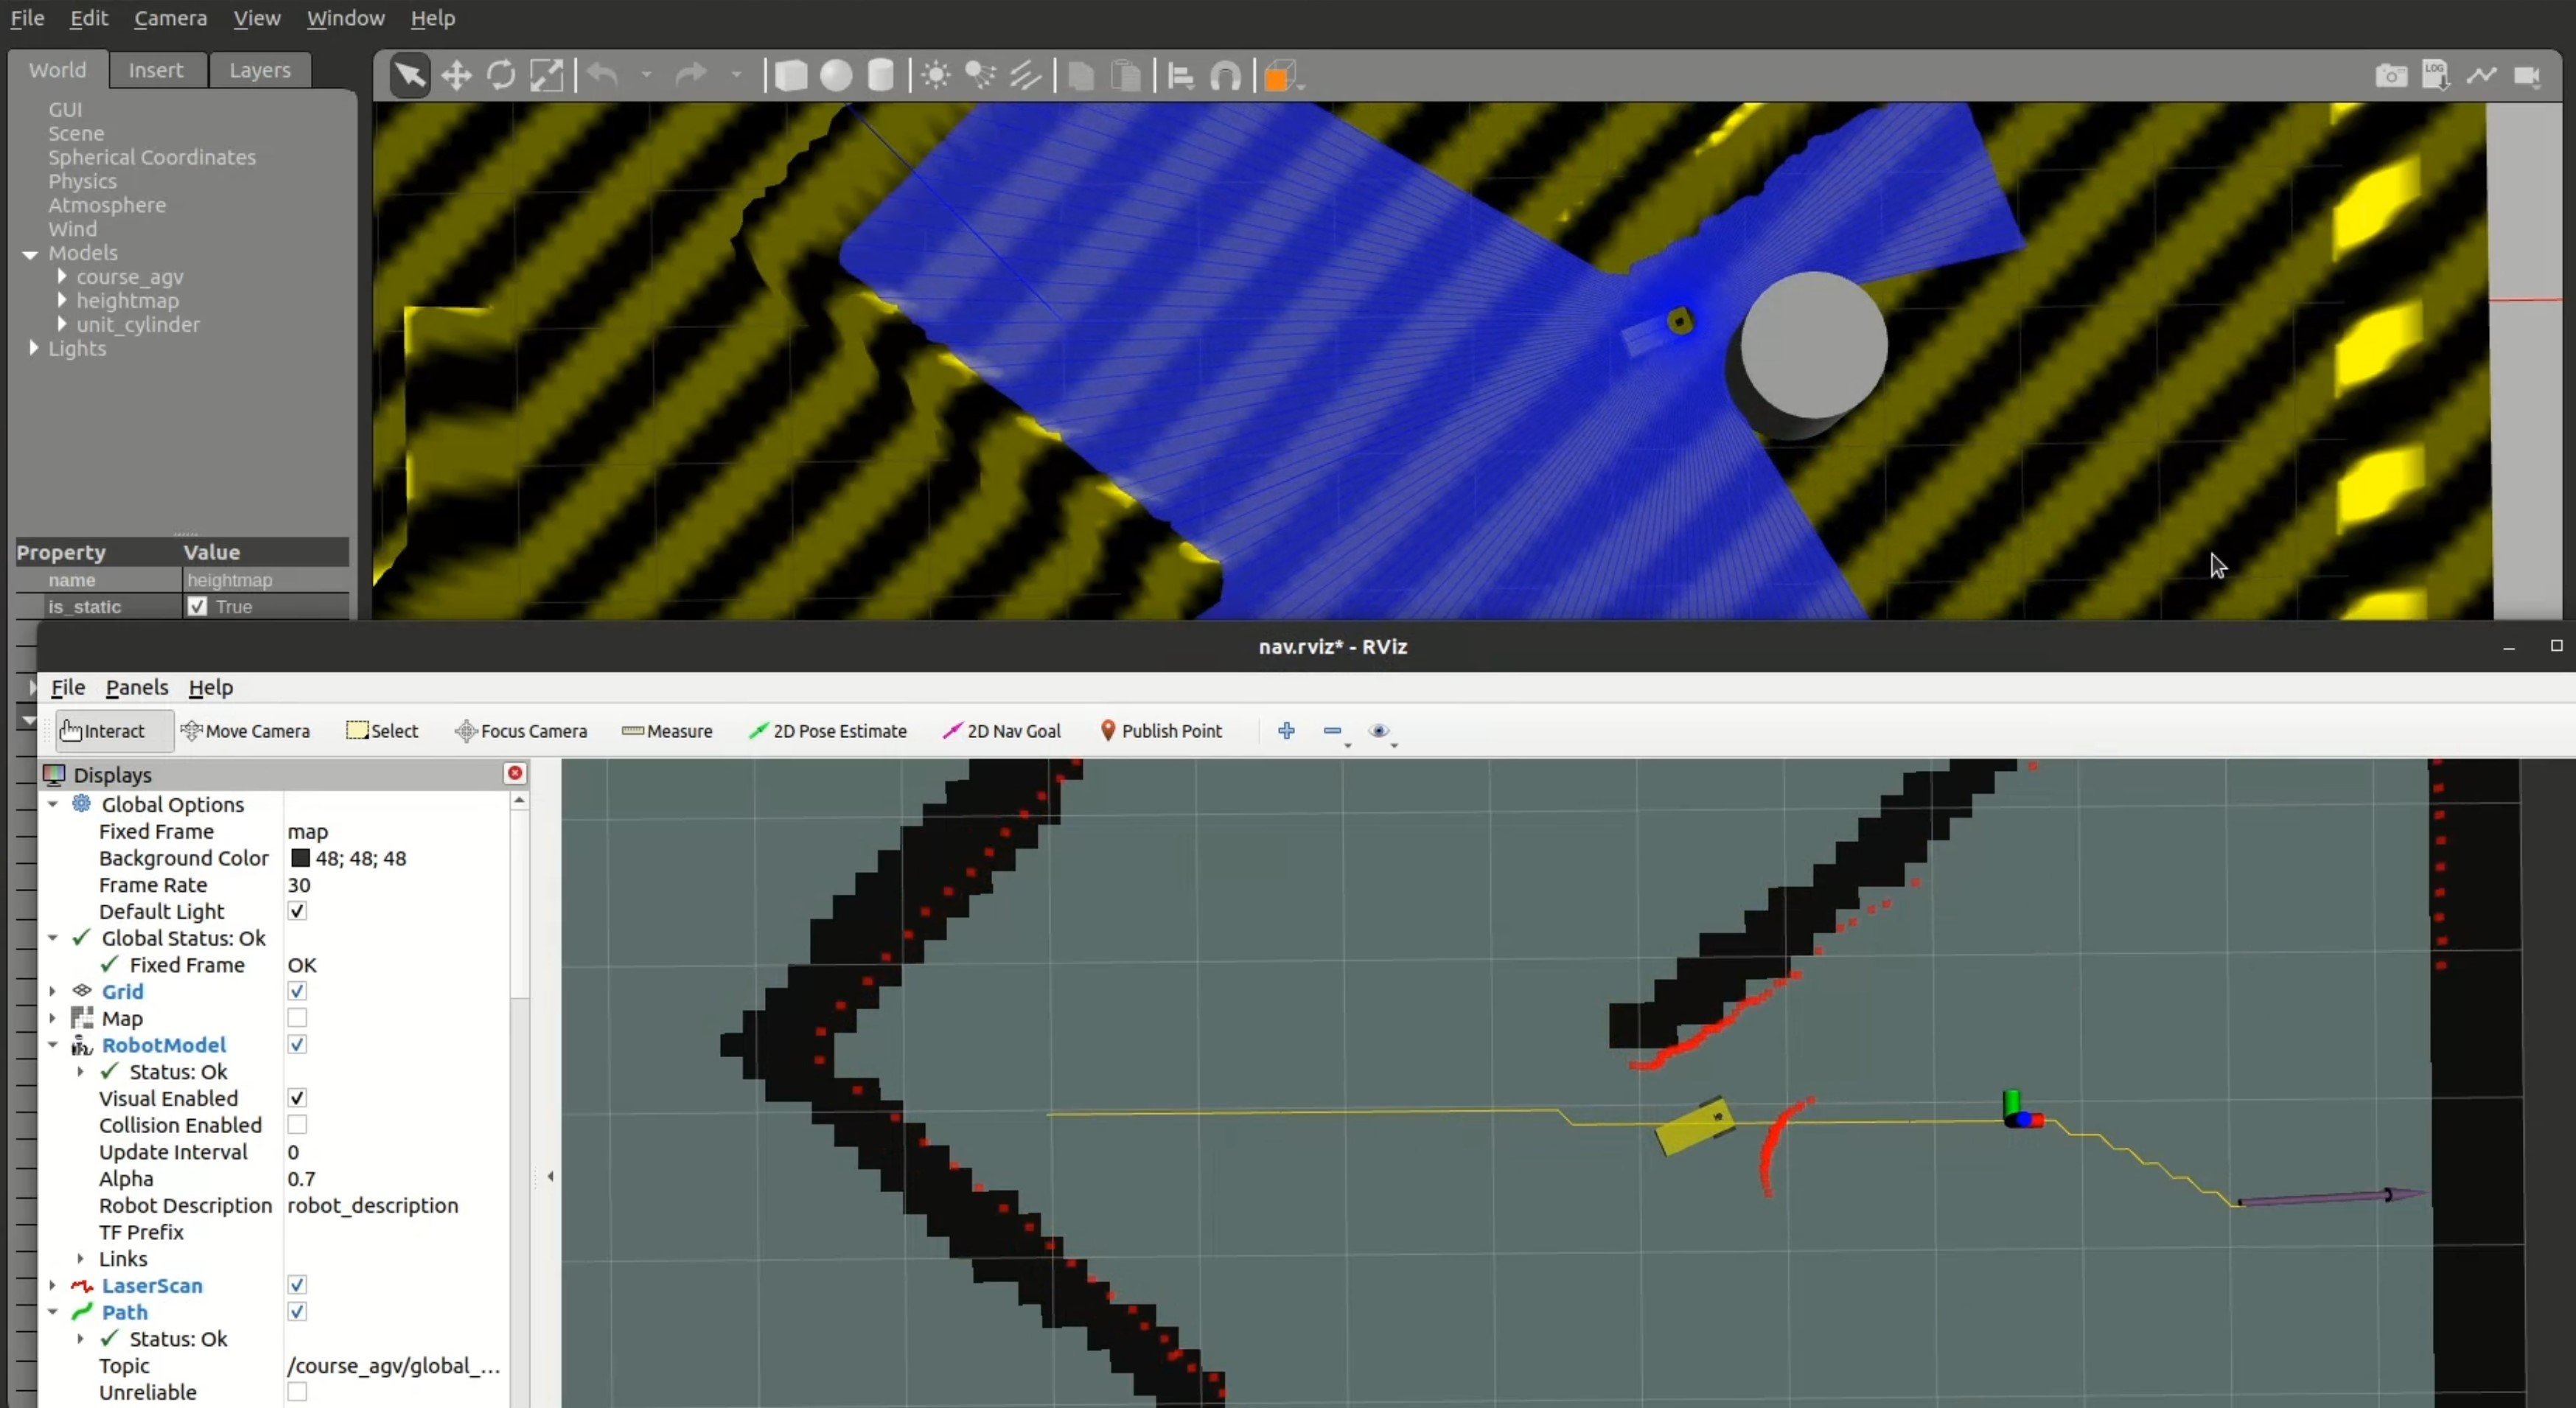 File Edit Camera View Window Help
World Insert Layers
LOG
GUI
Scene
Spherical Coordinates
Physics
Atmosphere
Wind
Models
course_agv
heightmap
unit_cylinder
Lights
Property Value
name heightmap
is_static True
nav.rviz* - RViz
File Panels Help
Interact Move Camera Select Focus Camera Measure 2D Pose Estimate 2D Nav Goal Publish Point
Displays
Global Options
Fixed Frame map
Background Color 48; 48; 48
Frame Rate 30
Default Light
Global Status: Ok
Fixed Frame OK
Grid
Map
RobotModel
Status: Ok
Visual Enabled
Collision Enabled
Update Interval 0
Alpha 0.7
Robot Description robot_description
TF Prefix
Links
LaserScan
Path
Status: Ok
Topic /course_agv/global_...
Unreliable